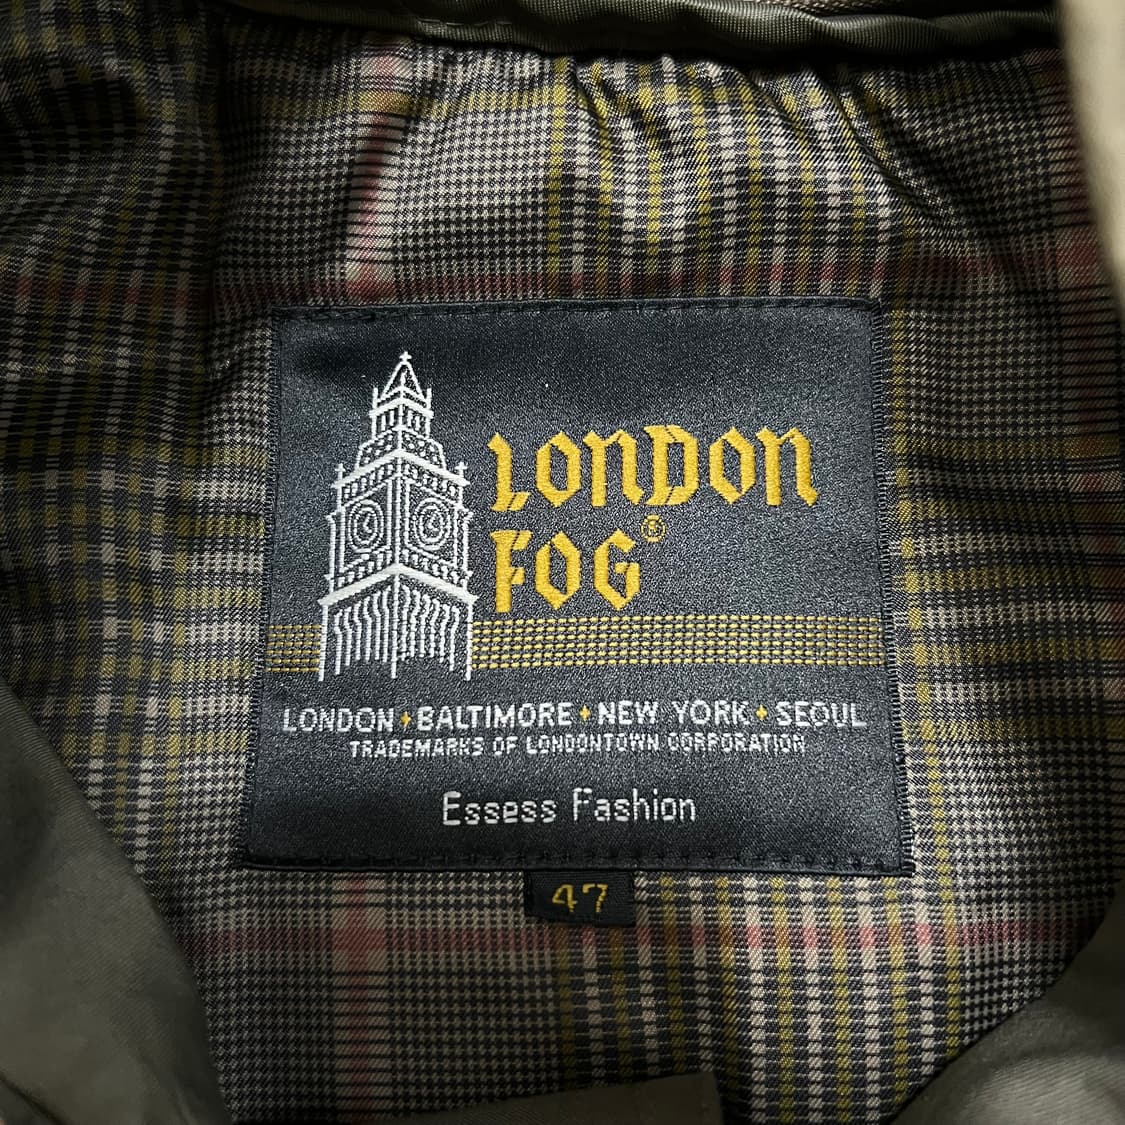 LONDON
FOG®
LONDON ✦ BALTIMORE ✦ NEW YORK ✦ SEOUL
TRADEMARKS OF LONDONTOWN CORPORATION
Essess Fashion
47